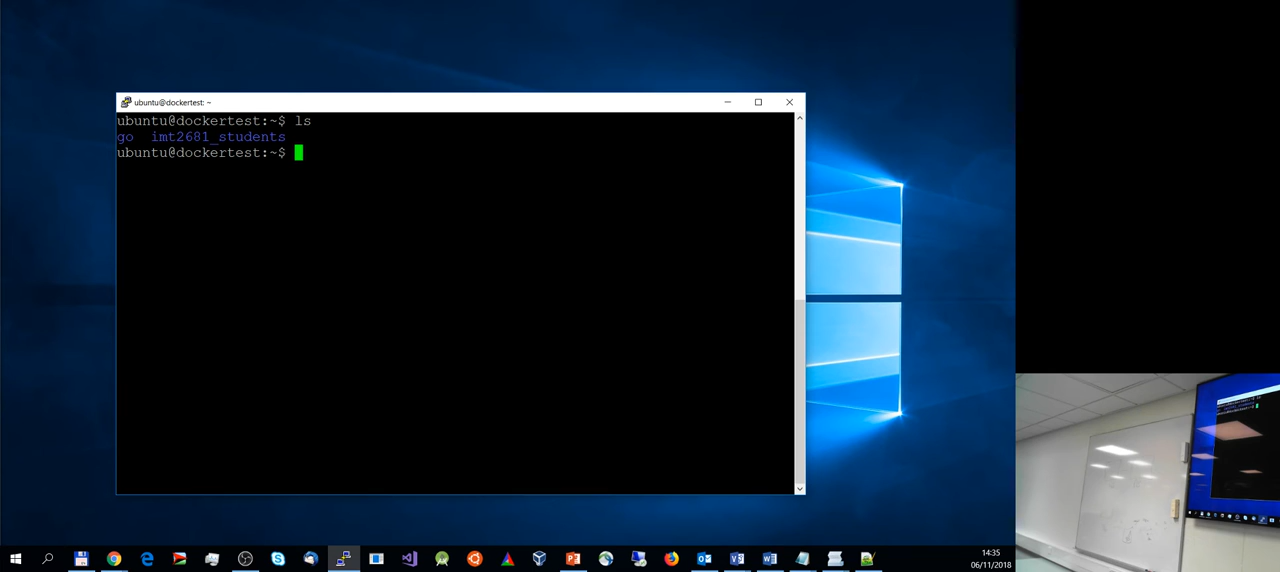 ubuntu@dockertest: ~
ubuntu@dockertest:~$ ls
go imt2681_students
ubuntu@dockertest:~$
14:35
06/11/2018